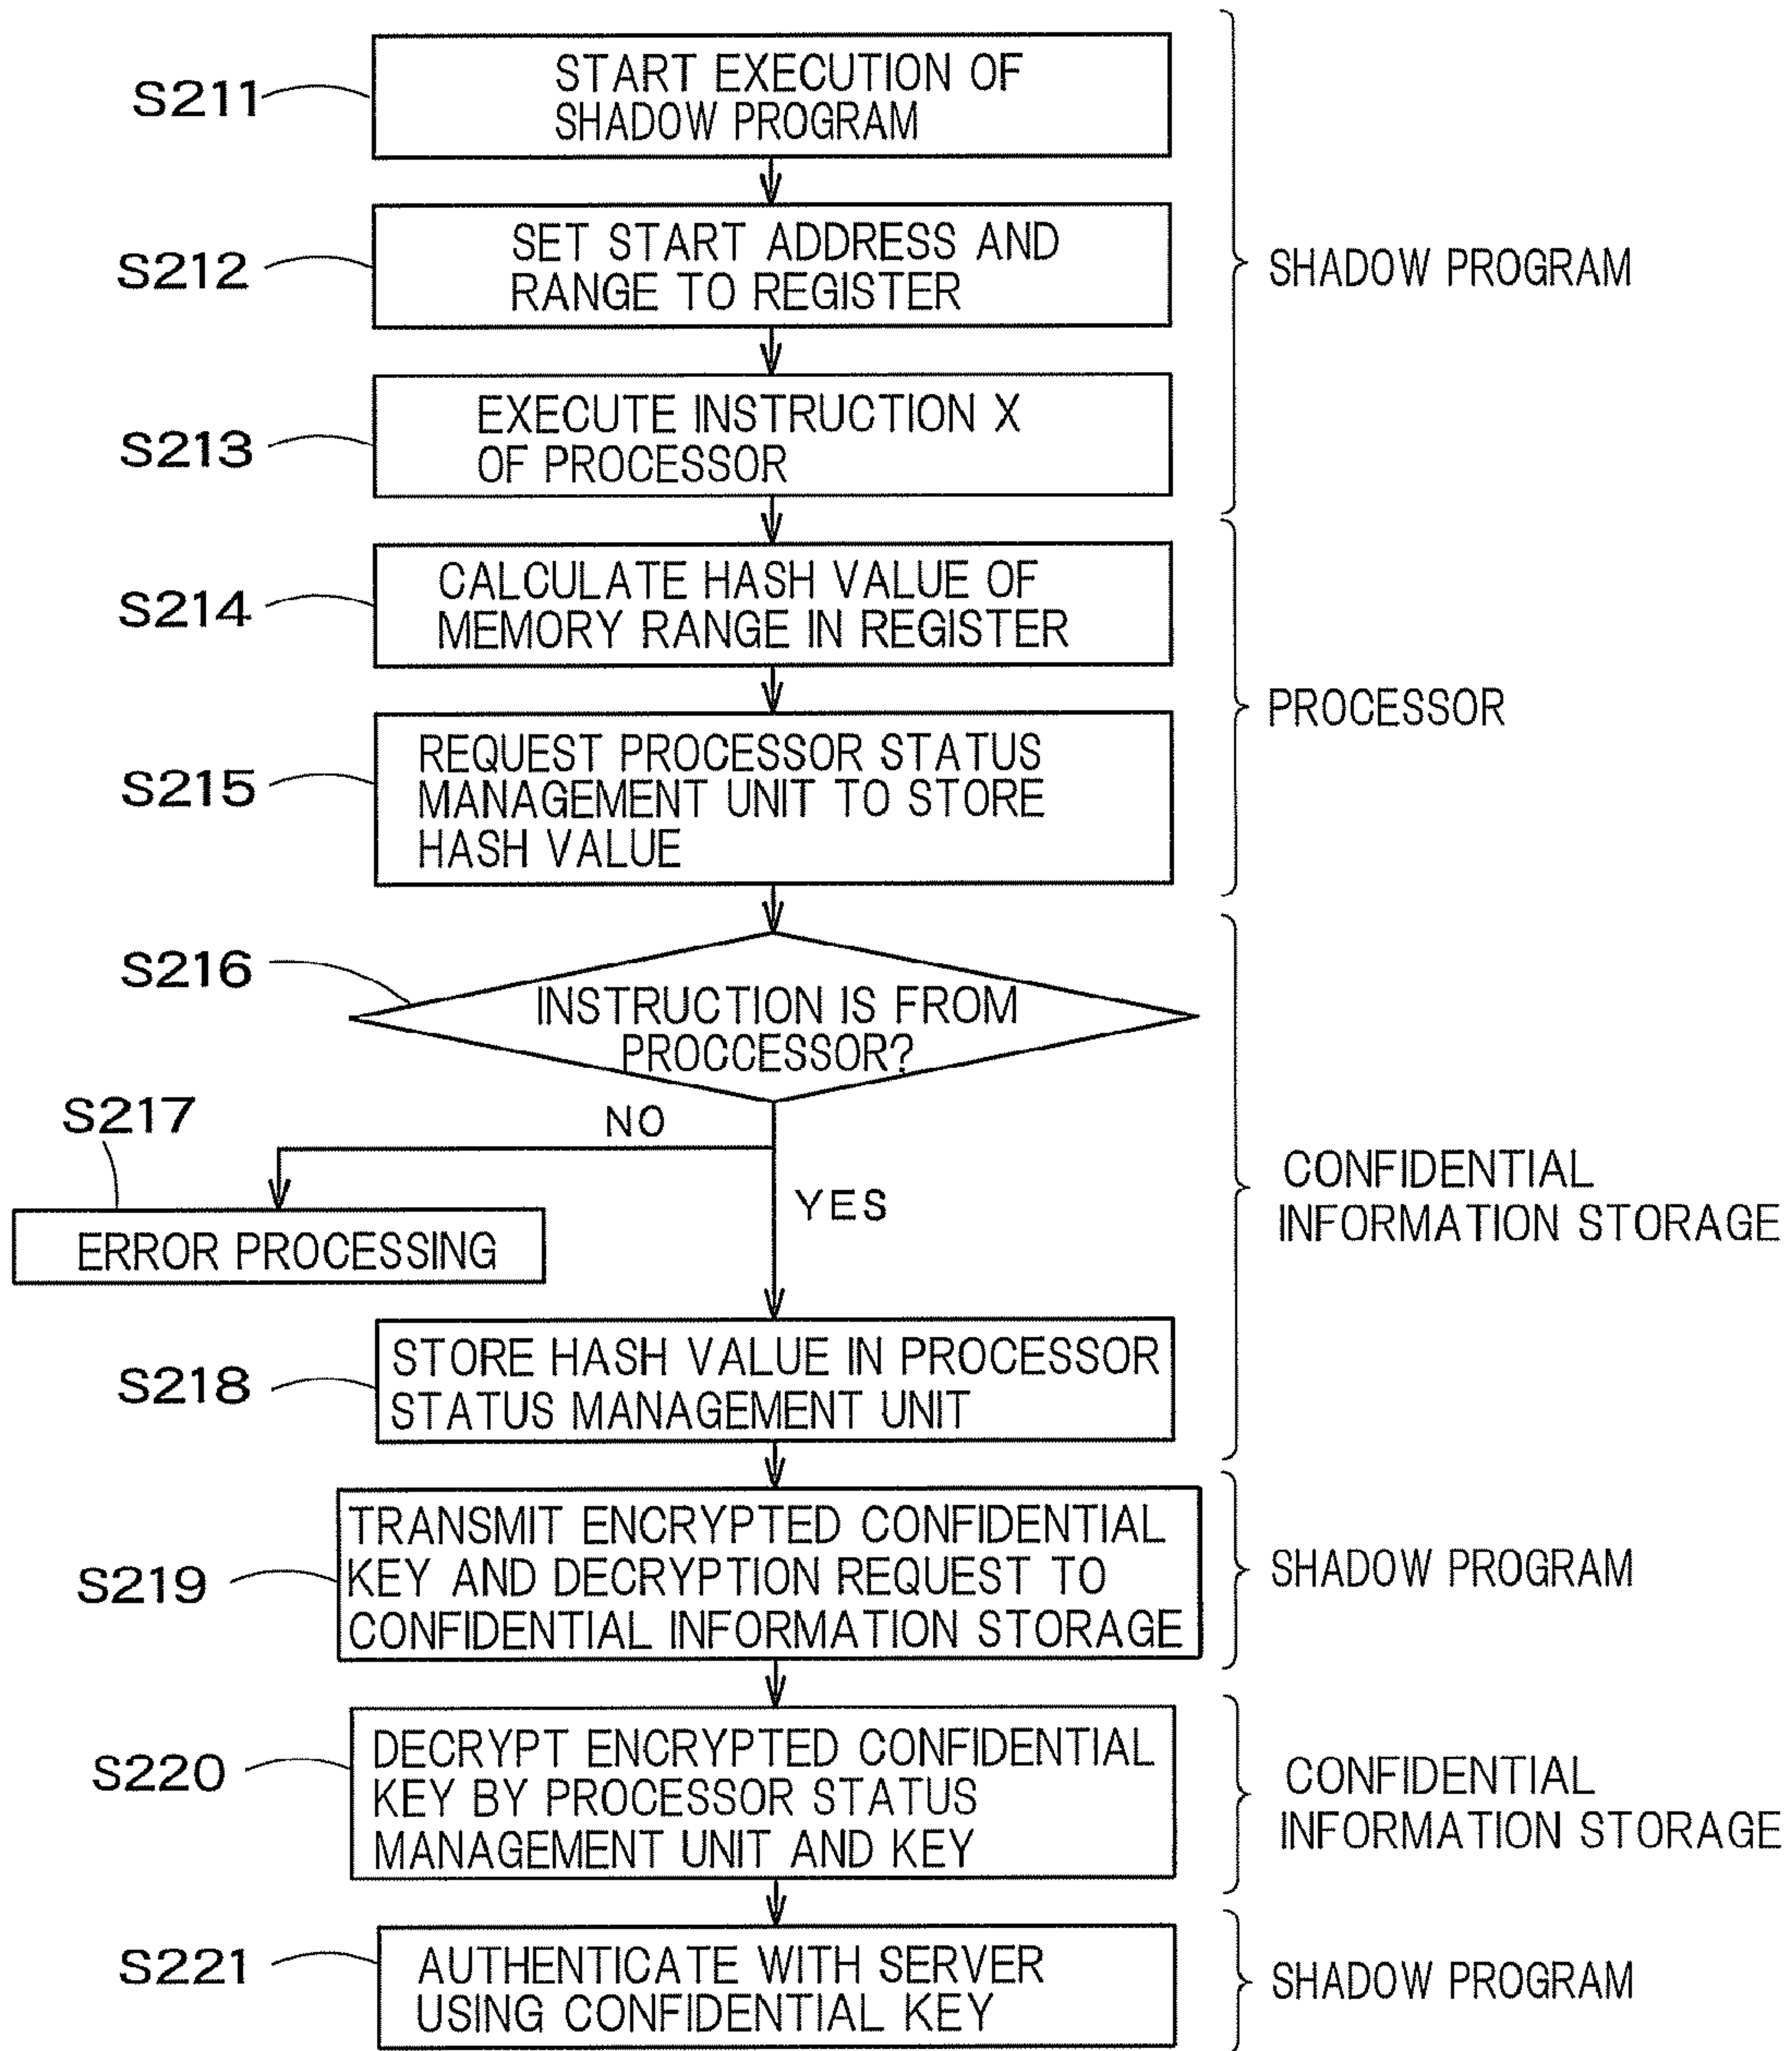 S211
START EXECUTION OF
SHADOW PROGRAM
S212
SET START ADDRESS AND
RANGE TO REGISTER
SHADOW PROGRAM
S213
EXECUTE INSTRUCTION X
OF PROCESSOR
S214
CALCULATE HASH VALUE OF
MEMORY RANGE IN REGISTER
PROCESSOR
S215
REQUEST PROCESSOR STATUS
MANAGEMENT UNIT TO STORE
HASH VALUE
S216
INSTRUCTION IS FROM
PROCCESSOR?
S217
NO
YES
ERROR PROCESSING
CONFIDENTIAL
INFORMATION STORAGE
S218
STORE HASH VALUE IN PROCESSOR
STATUS MANAGEMENT UNIT
S219
TRANSMIT ENCRYPTED CONFIDENTIAL
KEY AND DECRYPTION REQUEST TO
CONFIDENTIAL INFORMATION STORAGE
SHADOW PROGRAM
S220
DECRYPT ENCRYPTED CONFIDENTIAL
KEY BY PROCESSOR STATUS
MANAGEMENT UNIT AND KEY
CONFIDENTIAL
INFORMATION STORAGE
S221
AUTHENTICATE WITH SERVER
USING CONFIDENTIAL KEY
SHADOW PROGRAM